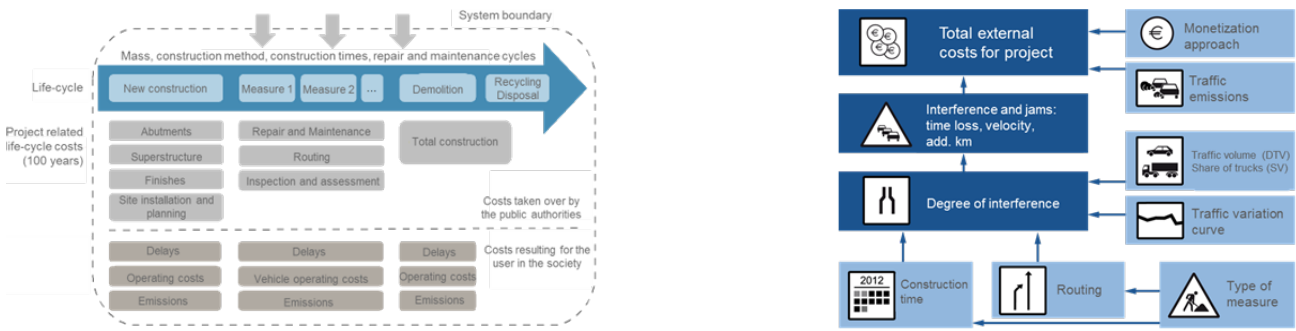 System boundary
Mass, construction method, construction times, repair and maintenance cycles
Life-cycle
New construction
Measure 1
Measure 2
...
Demolition
Recycling
Disposal
Project related
life-cycle costs
(100 years)
Abutments
Superstructure
Finishes
Site installation and
planning
Repair and Maintenance
Routing
Inspection and assessment
Total construction
Costs taken over by
the public authorities
Delays
Operating costs
Emissions
Delays
Vehicle operating costs
Emissions
Delays
Operating costs
Emissions
Costs resulting for the
user in the society
Total external
costs for project
Monetization
approach
Traffic
emissions
Interference and jams:
time loss, velocity,
add. km
Traffic volume (DTV)
Share of trucks (SV)
Degree of interference
Traffic variation
curve
2012
Construction
time
Routing
Type of
measure